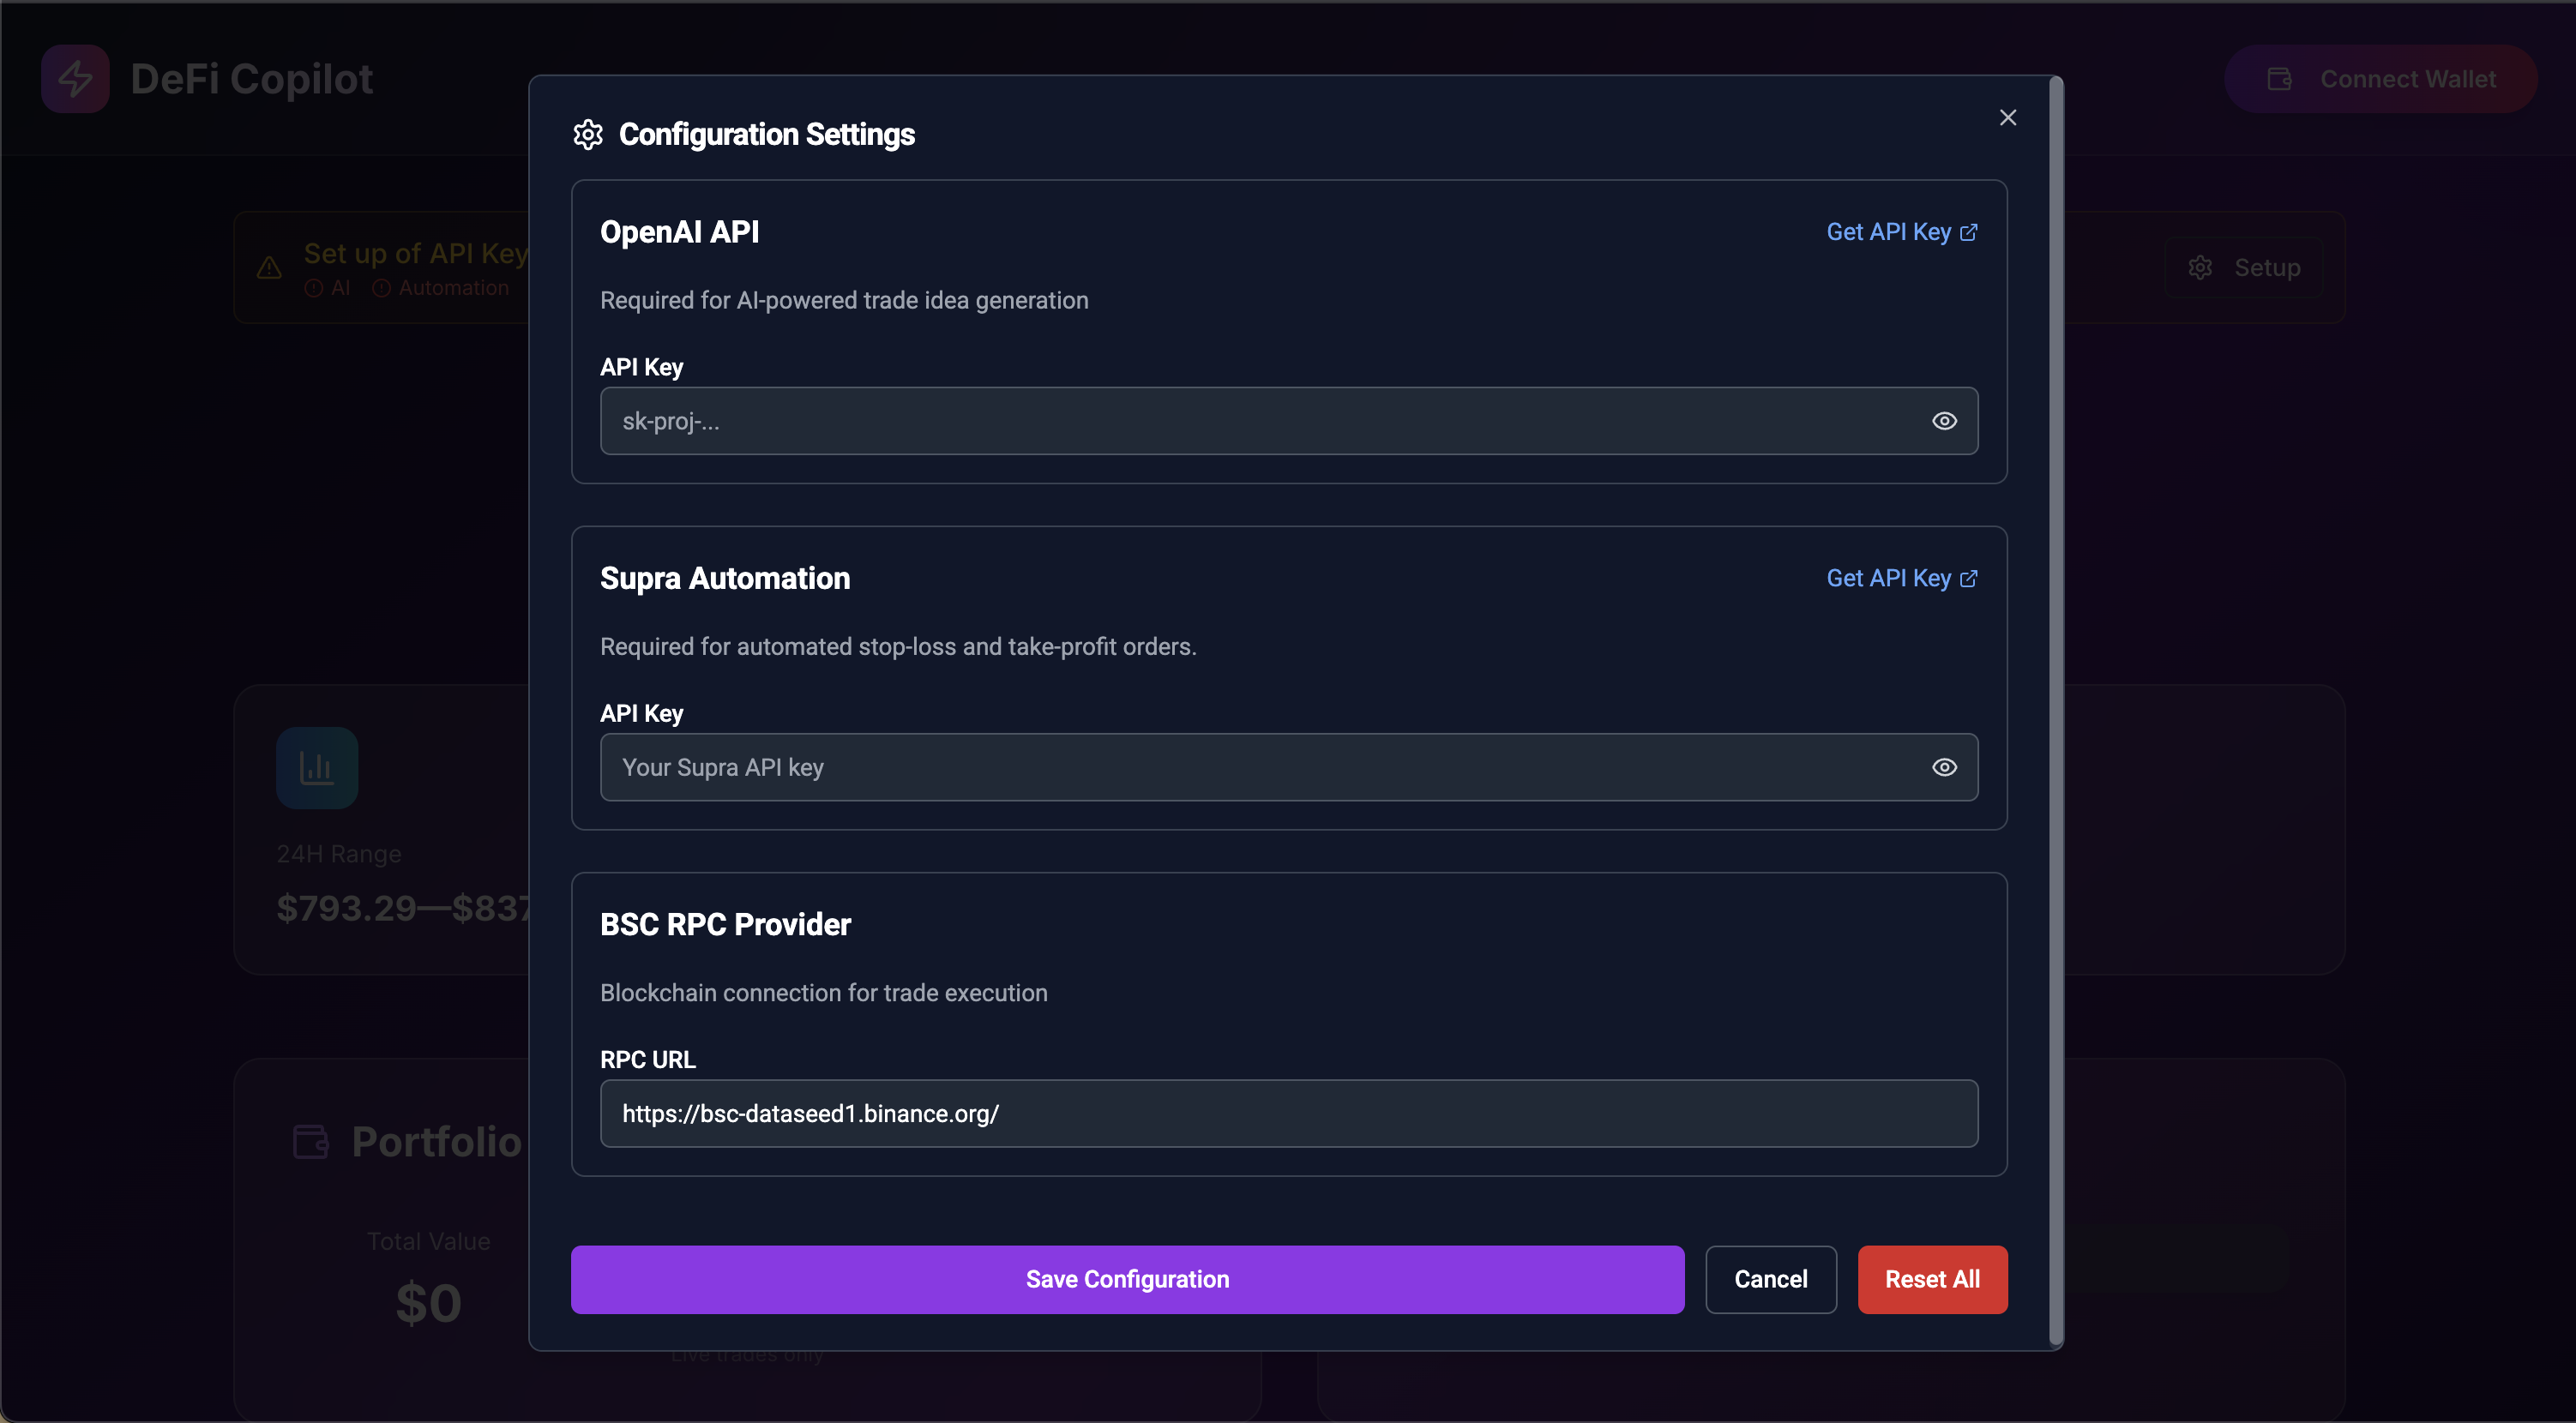 DeFi Copilot
Connect Wallet
Set up of API Key
AI Automation
Setup
Configuration Settings
OpenAI API
Get API Key
Required for AI-powered trade idea generation
API Key
sk-proj-...
Supra Automation
Get API Key
Required for automated stop-loss and take-profit orders.
API Key
Your Supra API key
BSC RPC Provider
Blockchain connection for trade execution
RPC URL
https://bsc-dataseed1.binance.org/
Save Configuration
Cancel
Reset All
24H Range
$793.29—$837
Portfolio
Total Value
$0
Live trades only